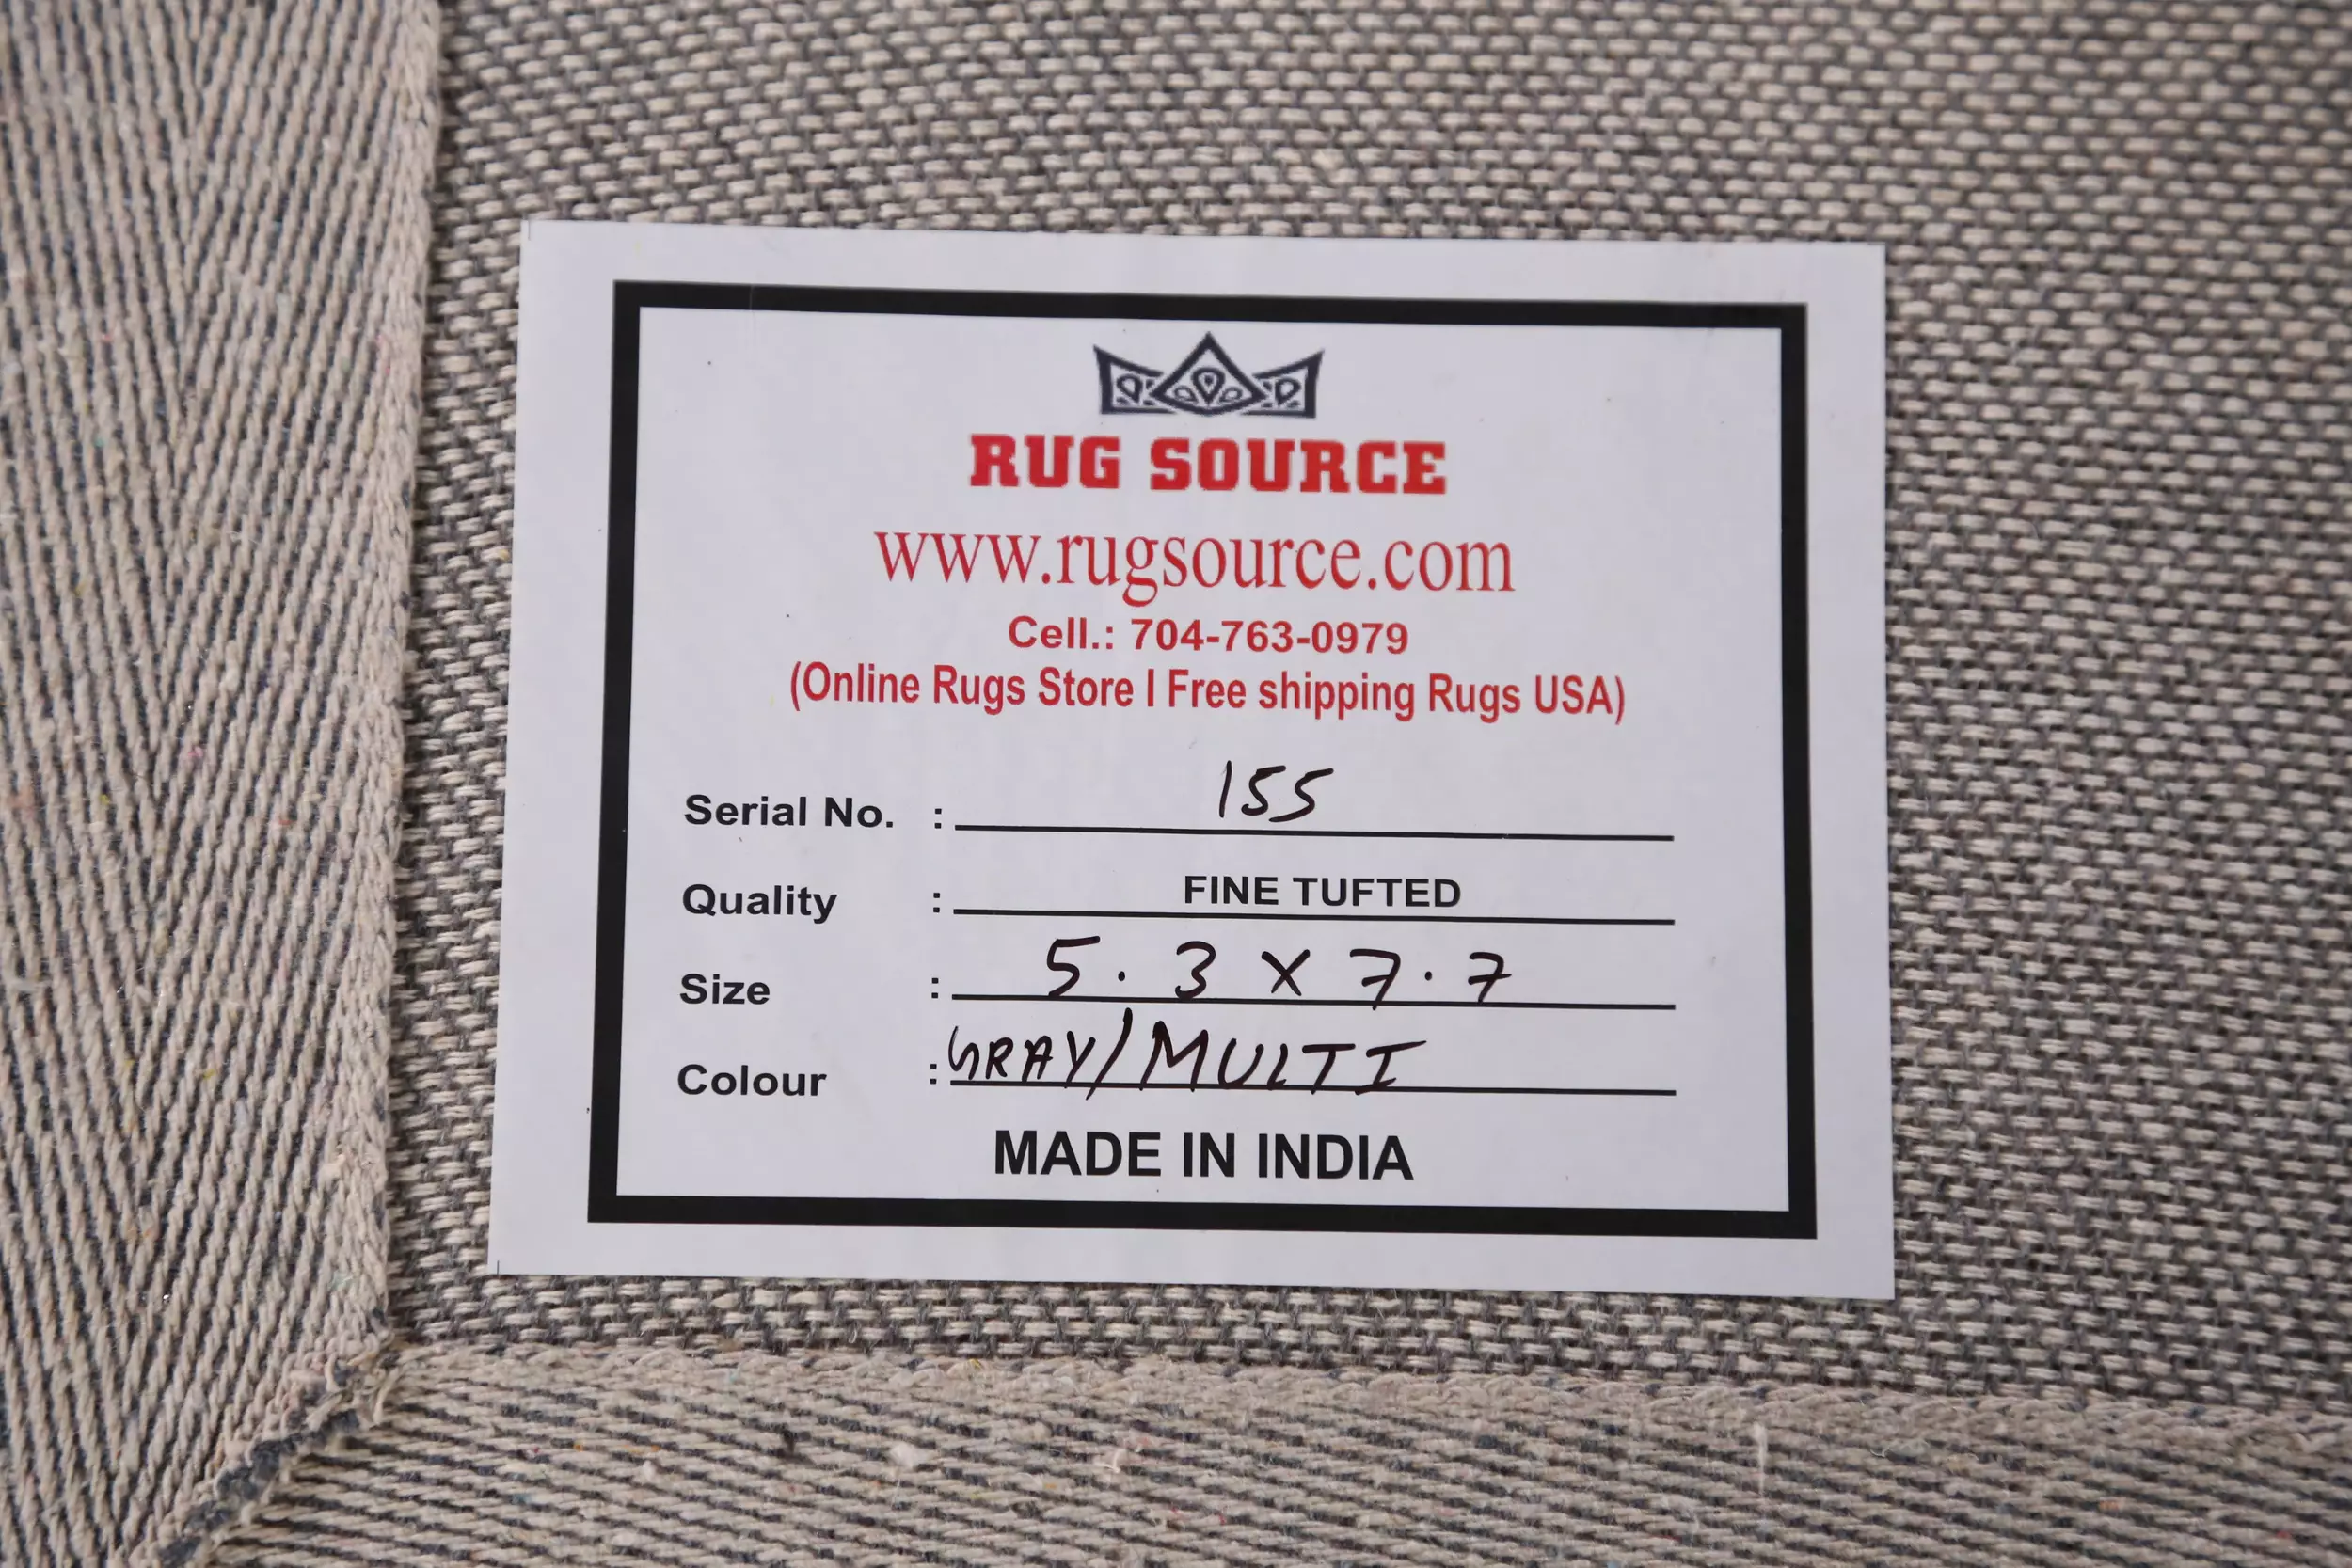 RUG SOURCE
www.rugsource.com
Cell.: 704-763-0979
(Online Rugs Store I Free shipping Rugs USA)
Serial No. : 155
Quality : FINE TUFTED
Size : 5.3 X 7.7
Colour : GRAY/MULTI
MADE IN INDIA